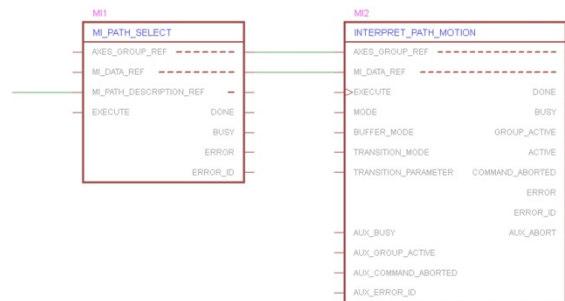 MI1
MI_PATH_SELECT
AXES_GROUP_REF
MI_DATA_REF
MI_PATH_DESCRIPTION_REF
EXECUTE DONE
BUSY
ERROR
ERROR_ID
MI2
INTERPRET_PATH_MOTION
AXES_GROUP_REF
MI_DATA_REF
EXECUTE DONE
MODE BUSY
BUFFER_MODE GROUP_ACTIVE
TRANSITION_MODE ACTIVE
TRANSITION_PARAMETER COMMAND_ABORTED
ERROR
ERROR_ID
AUX_BUSY AUX_ABORT
AUX_GROUP_ACTIVE
AUX_COMMAND_ABORTED
AUX_ERROR_ID